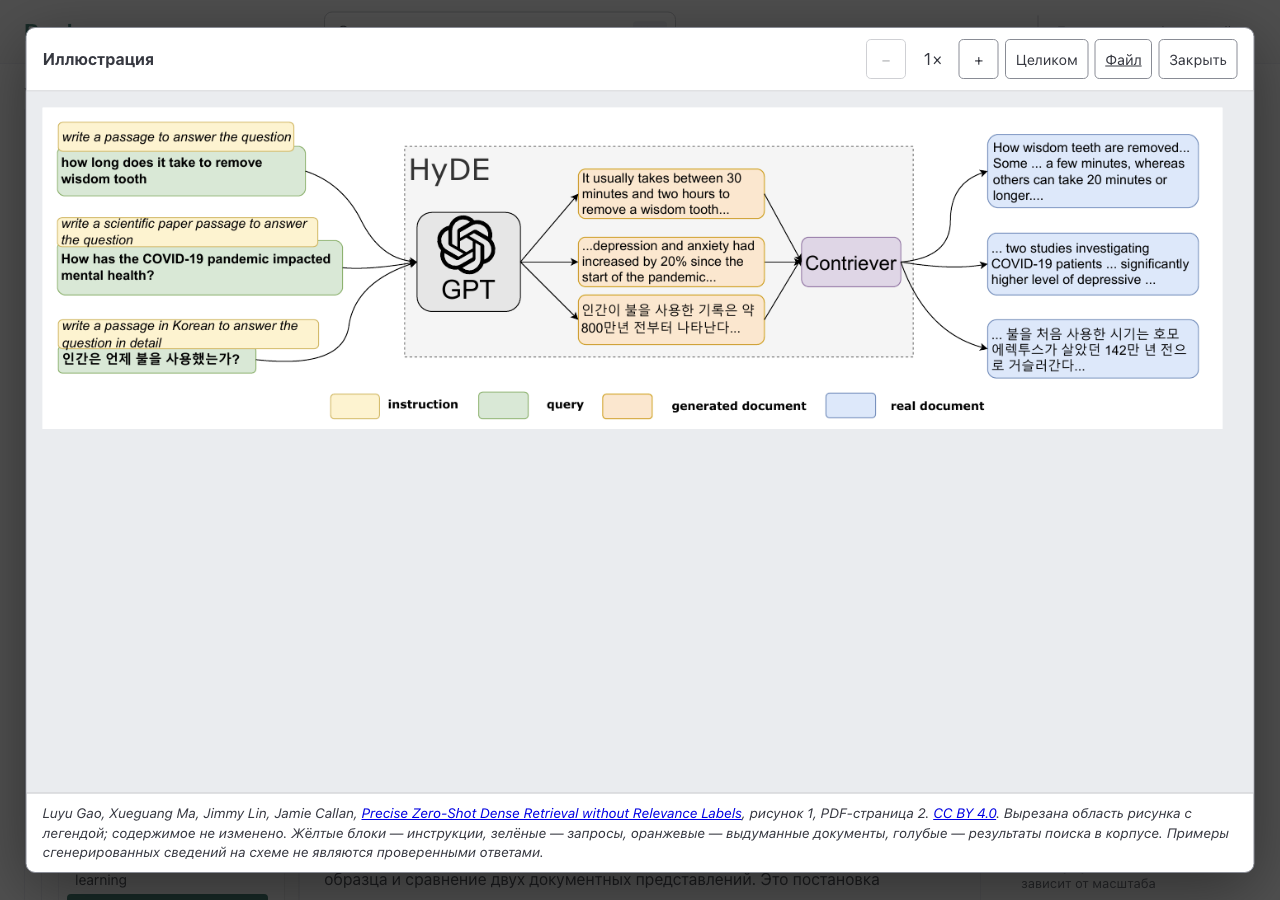 Иллюстрация
−
1×
+
Целиком
Файл
Закрыть
write a passage to answer the question
how long does it take to remove
wisdom tooth
write a scientific paper passage to answer
the question
How has the COVID-19 pandemic impacted
mental health?
write a passage in Korean to answer the
question in detail
인간은 언제 불을 사용했는가?
HyDE
GPT
It usually takes between 30
minutes and two hours to
remove a wisdom tooth...
...depression and anxiety had
increased by 20% since the
start of the pandemic...
인간이 불을 사용한 기록은 약
800만년 전부터 나타난다...
Contriever
How wisdom teeth are removed...
Some ... a few minutes, whereas
others can take 20 minutes or
longer....
... two studies investigating
COVID-19 patients ... significantly
higher level of depressive ...
... 불을 처음 사용한 시기는 호모
에렉투스가 살았던 142만 년 전으
로 거슬러간다...
instruction
query
generated document
real document
Luyu Gao, Xueguang Ma, Jimmy Lin, Jamie Callan, Precise Zero-Shot Dense Retrieval without Relevance Labels, рисунок 1, PDF-страница 2. CC BY 4.0. Вырезана область рисунка с
легендой; содержимое не изменено. Жёлтые блоки — инструкции, зелёные — запросы, оранжевые — выдуманные документы, голубые — результаты поиска в корпусе. Примеры
сгенерированных сведений на схеме не являются проверенными ответами.
learning
образца и сравнение двух документных представлений. Это постановка
зависит от масштаба